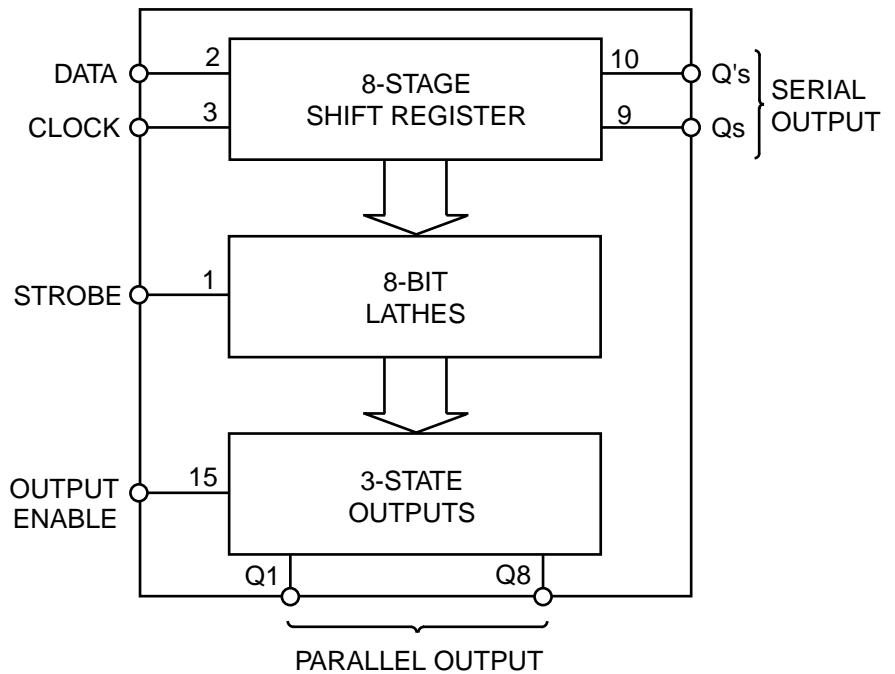 DATA
2
8-STAGE
SHIFT REGISTER
10
Q's
CLOCK
3
9
Qs
SERIAL
OUTPUT
STROBE
1
8-BIT
LATHES
OUTPUT
ENABLE
15
3-STATE
OUTPUTS
Q1
Q8
PARALLEL OUTPUT